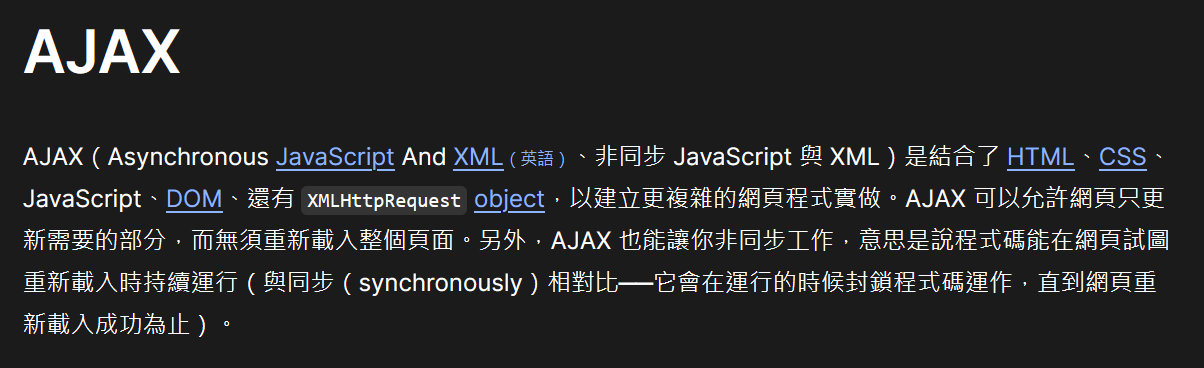 AJAX
AJAX（Asynchronous JavaScript And XML（英語）、非同步 JavaScript 與 XML）是結合了 HTML、CSS、
JavaScript、DOM、還有 XMLHttpRequest object，以建立更複雜的網頁程式實做。AJAX 可以允許網頁只更
新需要的部分，而無須重新載入整個頁面。另外，AJAX 也能讓你非同步工作，意思是說程式碼能在網頁試圖
重新載入時持續運行（與同步（synchronously）相對比——它會在運行的時候封鎖程式碼運作，直到網頁重
新載入成功為止）。